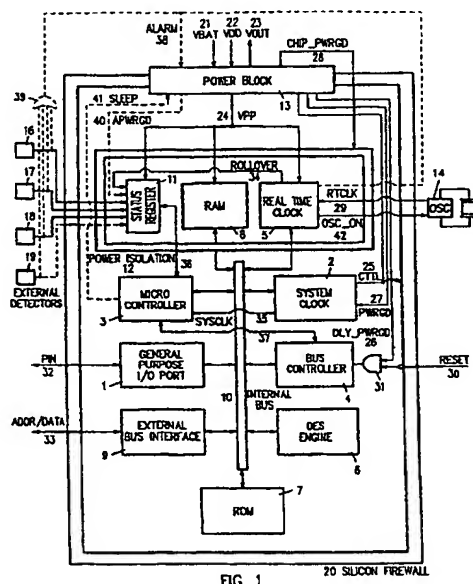 ALARM
38
21
VBAT
22
VDD
23
VOUT
CHIP_PWRGD
28
POWER BLOCK
13
41 SLEEP
40 APWRGD
24 VPP
39
16
17
18
19
EXTERNAL
DETECTORS
11
STATUS
REGISTER
ROLLOVER
34
RAM
REAL TIME
CLOCK
5
RTCLK
29
OSC_ON
42
14
OSC
POWER ISOLATION
12
36
MICRO
CONTROLLER
3
SYSTEM
CLOCK
2
25
CTTD
27
PWRGD
SYSCLK
35
37
DLY_PWRGD
26
PIN
32
GENERAL
PURPOSE
I/O PORT
1
BUS
CONTROLLER
4
31
RESET
30
10
INTERNAL
BUS
ADDR/DATA
33
EXTERNAL
BUS INTERFACE
9
DES
ENGINE
ROM
7
20 SILICON FIREWALL
FIG. 1